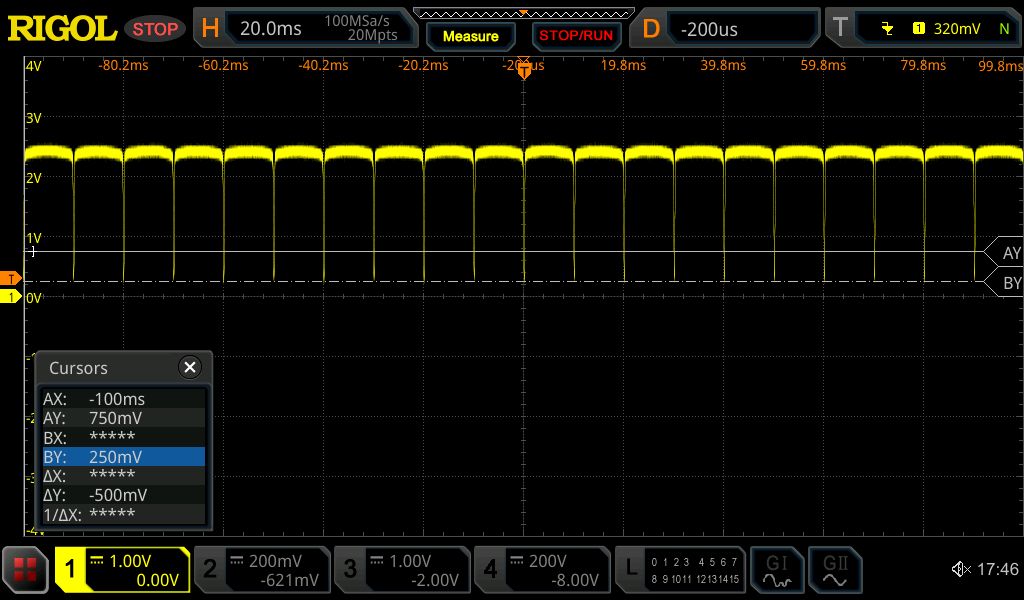 RIGOL STOP H 20.0ms 100MSa/s 20Mpts Measure STOP/RUN D -200us T 1 320mV N
4V -80.2ms -60.2ms -40.2ms -20.2ms T 19.8ms 39.8ms 59.8ms 79.8ms 99.8ms
3V
2V
1V
AY
T
BY
1 0V
Cursors
AX: -100ms
AY: 750mV
BX: *****
BY: 250mV
ΔX: *****
ΔY: -500mV
1/ΔX: *****
1 1.00V 0.00V
2 200mV -621mV
3 1.00V -2.00V
4 200V -8.00V
L 0 1 2 3 4 5 6 7
8 9 10 11 12 13 14 15
GI GII
17:46